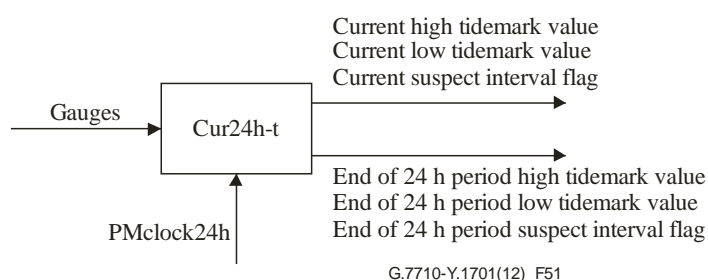 Current high tidemark value
Current low tidemark value
Current suspect interval flag
Gauges
Cur24h-t
End of 24 h period high tidemark value
End of 24 h period low tidemark value
End of 24 h period suspect interval flag
PMclock24h
G.7710-Y.1701(12)_F51